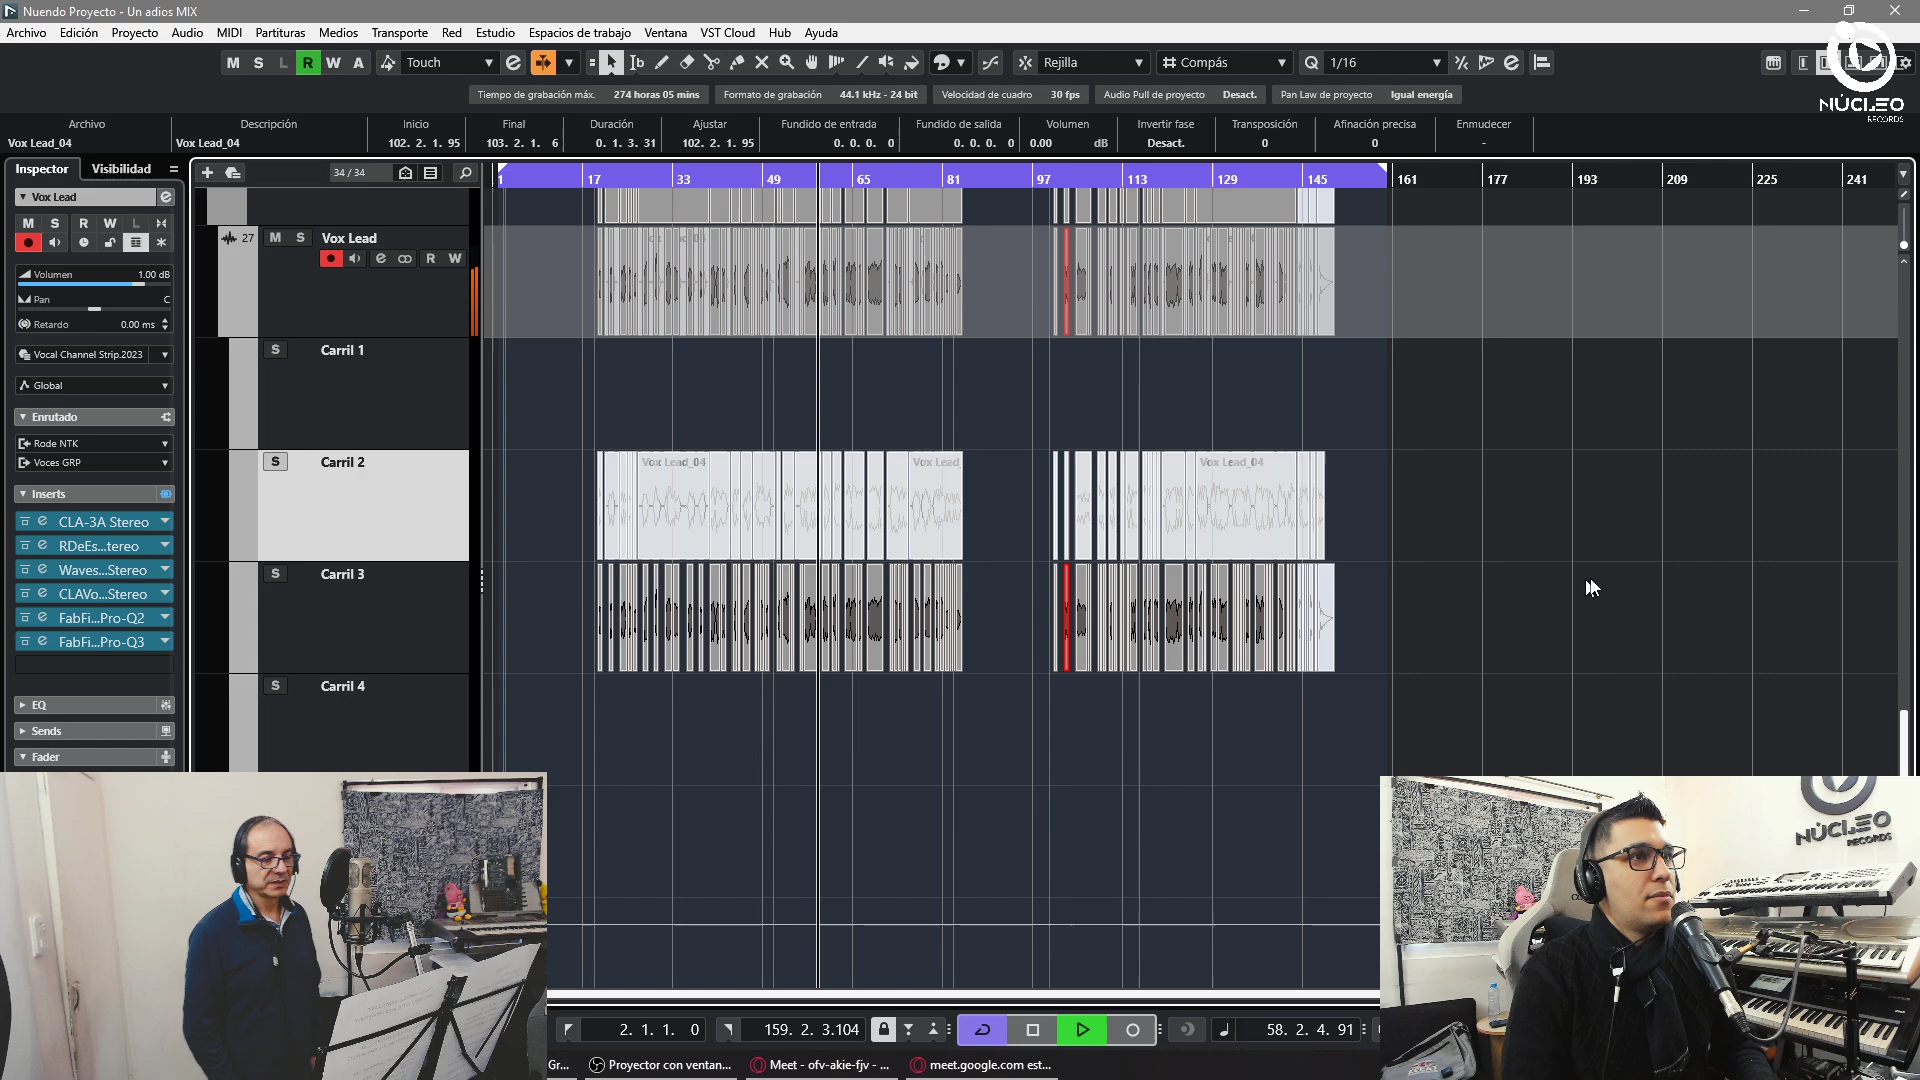 Nuendo Proyecto - Un adios MIX
Archivo Edición Proyecto Audio MIDI Partituras Medios Transporte Red Estudio Espacios de trabajo Ventana VST Cloud Hub Ayuda
M S L R W A Touch Rejilla Compás Q 1/16
NÚCLEO
RECORDS
Tiempo de grabación máx. 274 horas 05 mins Formato de grabación 44.1 kHz - 24 bit Velocidad de cuadro 30 fps Audio Pull de proyecto Desact. Pan Law de proyecto Igual energía
Archivo Descripción Inicio Final Duración Ajustar Fundido de entrada Fundido de salida Volumen Invertir fase Transposición Afinación precisa Enmudecer
Vox Lead_04 Vox Lead_04 102. 2. 1. 95 103. 2. 1. 6 0. 1. 3. 31 102. 2. 1. 95 0. 0. 0. 0 0. 0. 0. 0 0.00 dB Desact. 0 0 -
Inspector Visibilidad
34 / 34
1 17 33 49 65 81 97 113 129 145 161 177 193 209 225 241
Vox Lead
M S R W L
Volumen 1.00 dB
Pan C
Retardo 0.00 ms
Vocal Channel Strip.2023
Global
Enrutado
Rode NTK
Voces GRP
Inserts
CLA-3A Stereo
RDeEs...tereo
Waves...Stereo
CLAVo...Stereo
FabFi...Pro-Q2
FabFi...Pro-Q3
EQ
Sends
Fader
27 M S Vox Lead
R W
S Carril 1
S Carril 2
Vox Lead_04 Vox Lead_ Vox Lead_04
S Carril 3
S Carril 4
NÚCLEO
RECORDS
2. 1. 1. 0 159. 2. 3.104 58. 2. 4. 91
Gr... Proyector con ventan... Meet - ofv-akie-fjv - ... meet.google.com est...